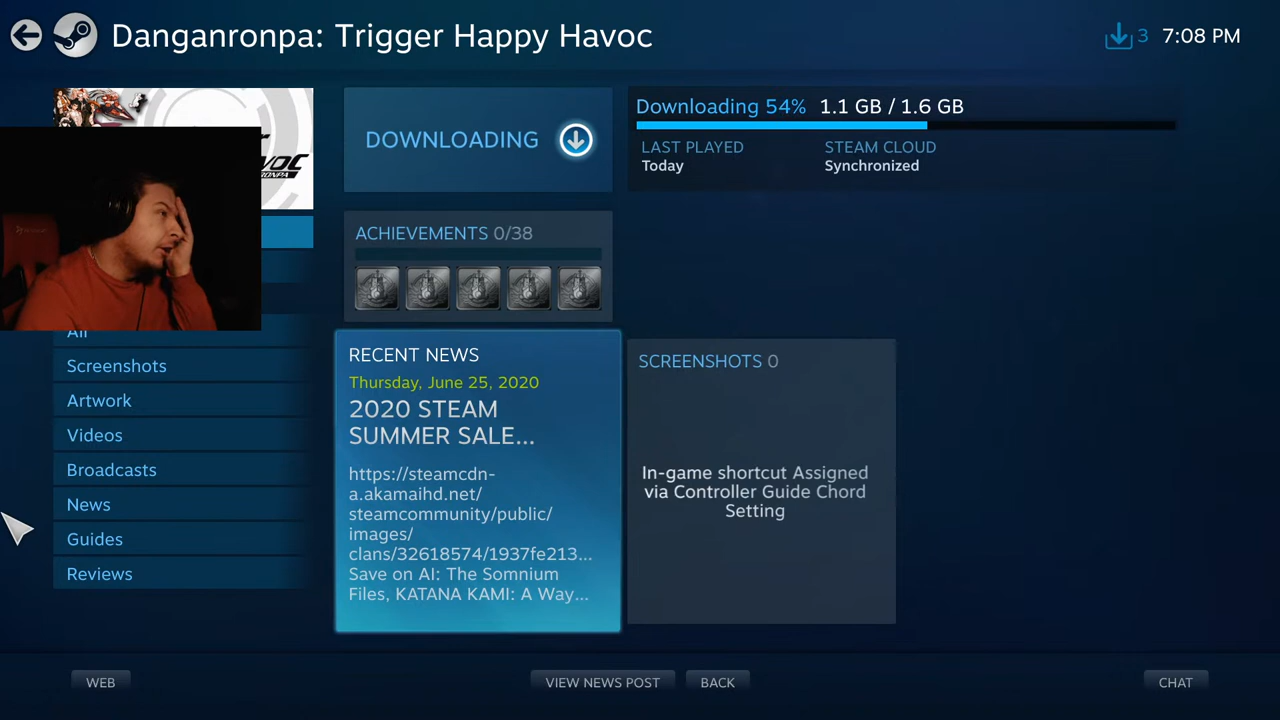 Danganronpa: Trigger Happy Havoc
3 7:08 PM
DOWNLOADING
Downloading 54% 1.1 GB / 1.6 GB
LAST PLAYED
Today
STEAM CLOUD
Synchronized
ACHIEVEMENTS 0/38
All
Screenshots
Artwork
Videos
Broadcasts
News
Guides
Reviews
RECENT NEWS
Thursday, June 25, 2020
2020 STEAM
SUMMER SALE...
https://steamcdn-
a.akamaihd.net/
steamcommunity/public/
images/
clans/32618574/1937fe213...
Save on AI: The Somnium
Files, KATANA KAMI: A Way...
SCREENSHOTS 0
In-game shortcut Assigned
via Controller Guide Chord
Setting
WEB
VIEW NEWS POST
BACK
CHAT